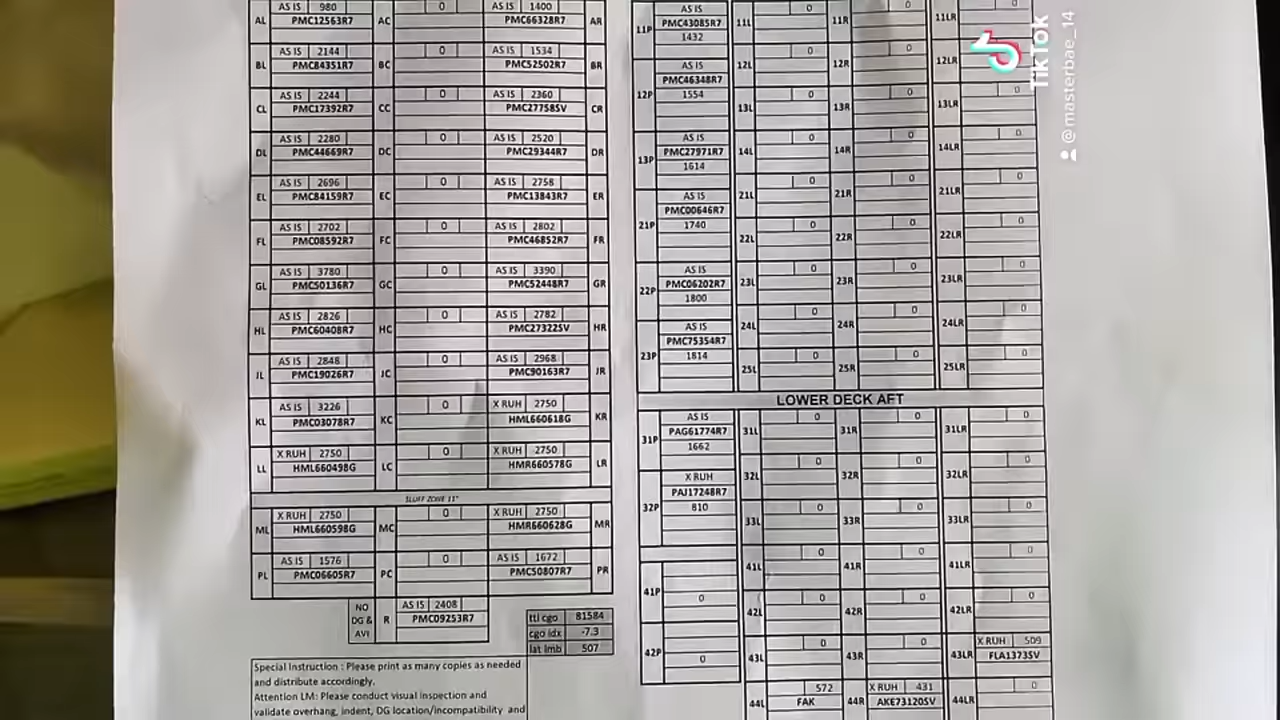 AS IS 980 0 AS IS 1400
AL PMC12563R7 AC PMC66328R7 AR
AS IS 2144 0 AS IS 1534
BL PMC84351R7 BC PMC52502R7 BR
AS IS 2244 0 AS IS 2360
CL PMC17392R7 CC PMC27758SV CR
AS IS 2280 0 AS IS 2520
DL PMC44669R7 DC PMC29344R7 DR
AS IS 2696 0 AS IS 2758
EL PMC84159R7 EC PMC13843R7 ER
AS IS 2702 0 AS IS 2802
FL PMC08592R7 FC PMC46852R7 FR
AS IS 3780 0 AS IS 3390
GL PMC50136R7 GC PMC52448R7 GR
AS IS 2826 0 AS IS 2782
HL PMC60408R7 HC PMC27322SV HR
AS IS 2848 0 AS IS 2968
JL PMC19026R7 JC PMC90163R7 JR
AS IS 3226 0 X RUH 2750
KL PMC03078R7 KC HML660618G KR
X RUH 2750 0 X RUH 2750
LL HML660498G LC HMR660578G LR
X RUH 2750 0 X RUH 2750
ML HML660598G MC HMR660628G MR
AS IS 1576 0 AS IS 1672
PL PMC06605R7 PC PMC50807R7 PR
NO DG & AVI R AS IS 2408
PMC09253R7
ttl cgo 81584
cgo idx -7.3
lat imb 507
Special Instruction : Please print as many copies as needed
and distribute accordingly.
Attention LM: Please conduct visual inspection and
validate overhang, indent, DG location/incompatibility and
11P AS IS PMC43085R7 1432
12P AS IS PMC46348R7 1554
13P AS IS PMC27971R7 1614
21P AS IS PMC00646R7 1740
22P AS IS PMC06202R7 1800
23P AS IS PMC75354R7 1814
11L 0 11R 0 11LR 0
12L 0 12R 0 12LR 0
13L 0 13R 0 13LR 0
14L 0 14R 0 14LR 0
21L 0 21R 0 21LR 0
22L 0 22R 0 22LR 0
23L 0 23R 0 23LR 0
24L 0 24R 0 24LR 0
25L 0 25R 0 25LR 0
LOWER DECK AFT
31P AS IS PAG61774R7 1662
32P X RUH PAJ17248R7 810
41P 0
42P 0
31L 0 31R 0 31LR 0
32L 0 32R 0 32LR 0
33L 0 33R 0 33LR 0
41L 0 41R 0 41LR 0
42L 0 42R 0 42LR 0
43L 0 43R 0 43LR X RUH 509 FLA1373SV
44L 572 FAK 44R X RUH 431 AKE73120SV 44LR 0
TikTok
@masterbae_14